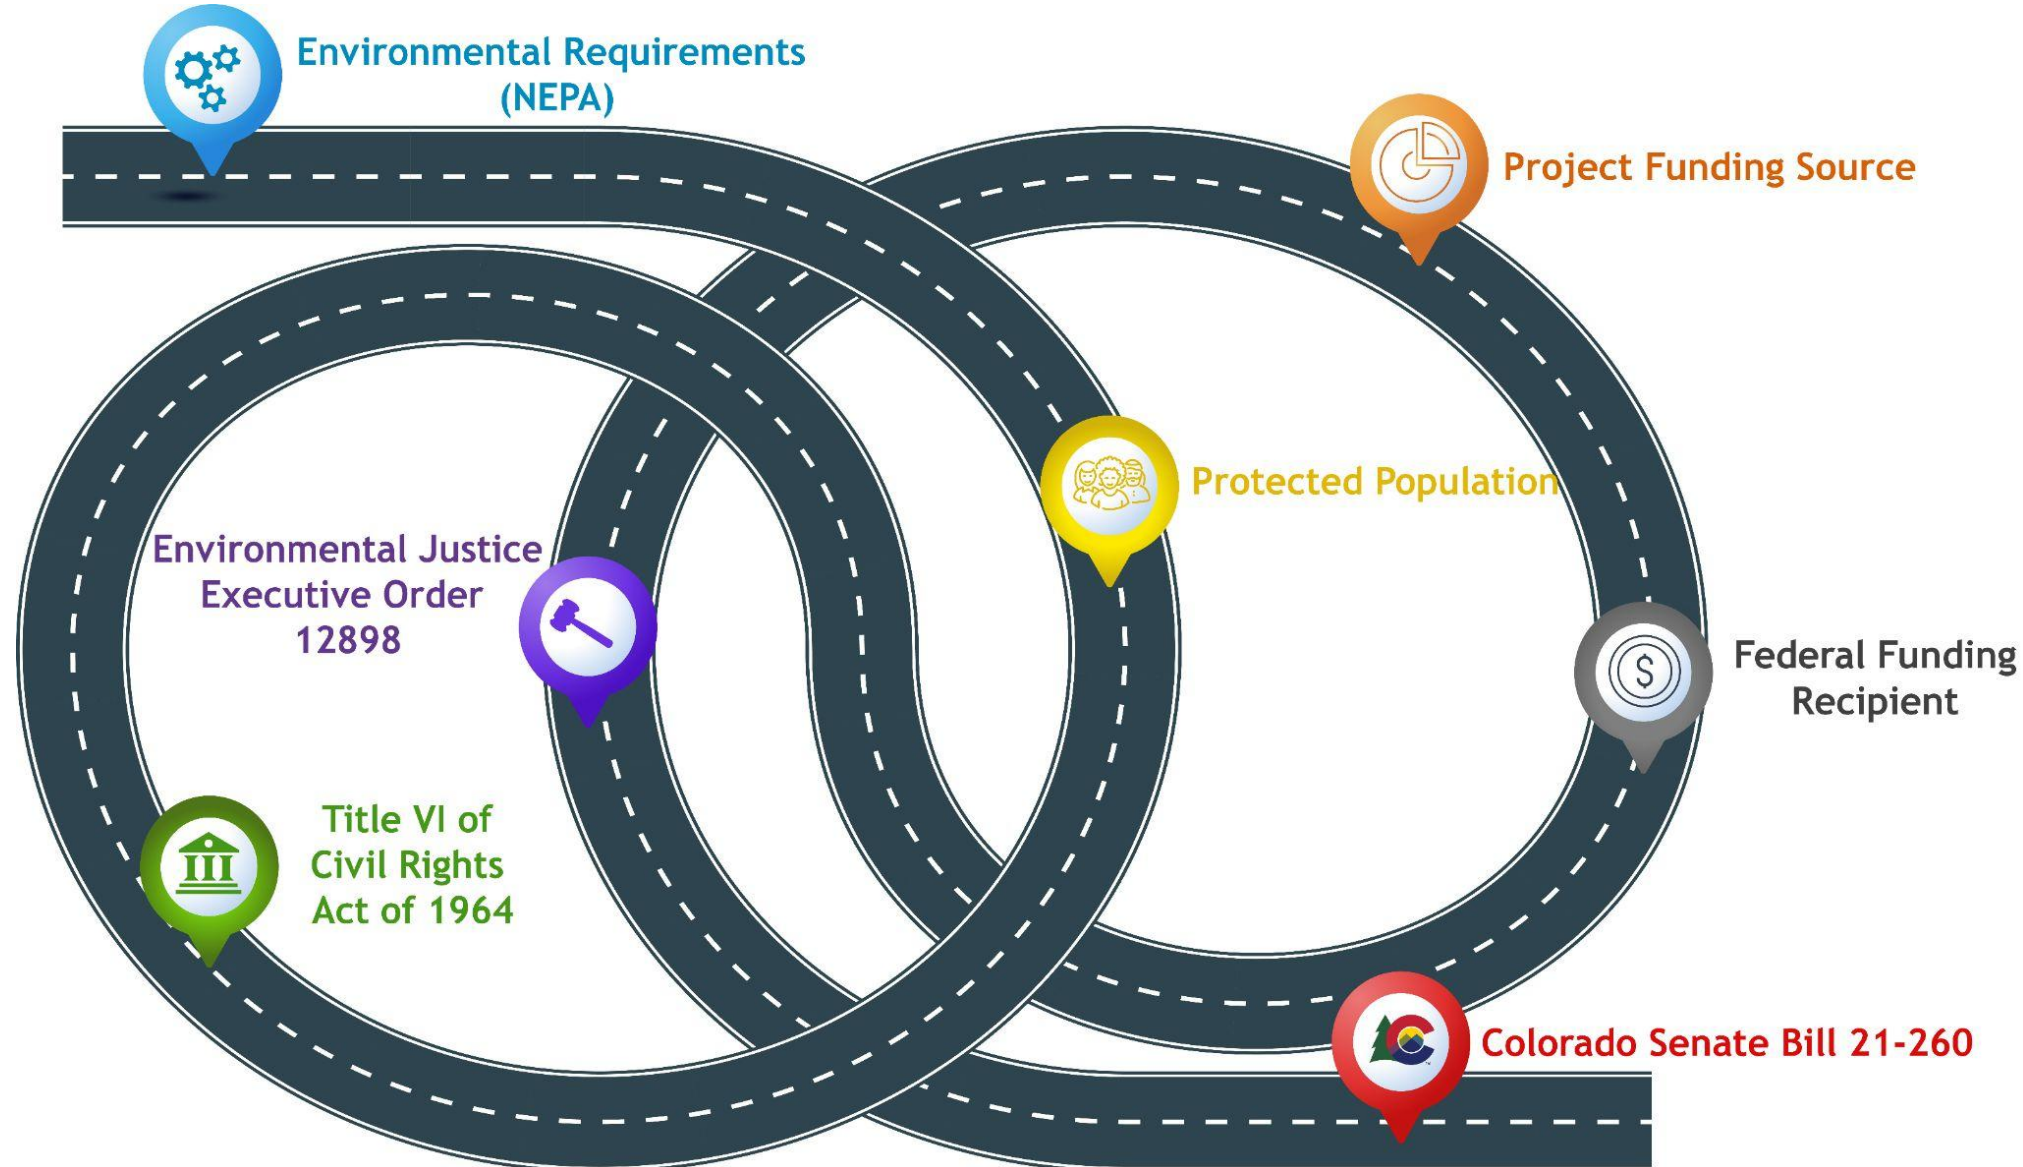 Environmental Requirements
(NEPA)
Project Funding Source
Protected Population
Environmental Justice
Executive Order
12898
Federal Funding
Recipient
$
Title VI of
Civil Rights
Act of 1964
Colorado Senate Bill 21-260